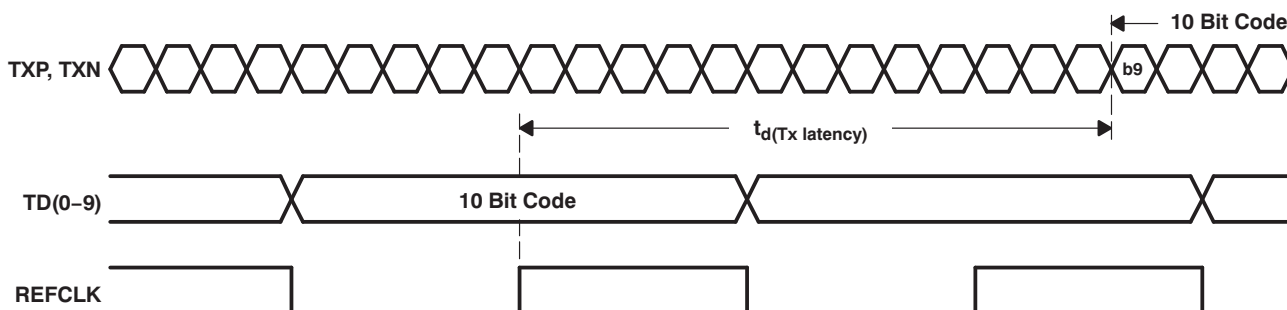 10 Bit Code
TXP, TXN
b9
td(Tx latency)
TD(0–9)
10 Bit Code
REFCLK